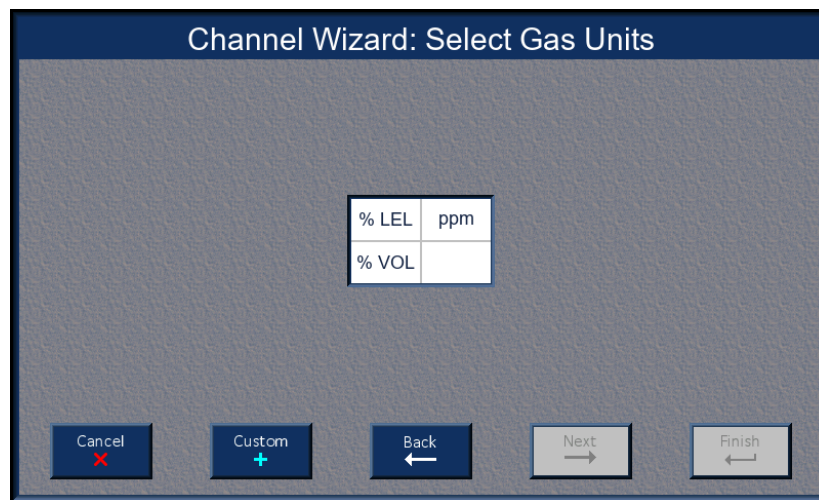 Channel Wizard: Select Gas Units
% LEL ppm
% VOL
Cancel Custom Back Next Finish